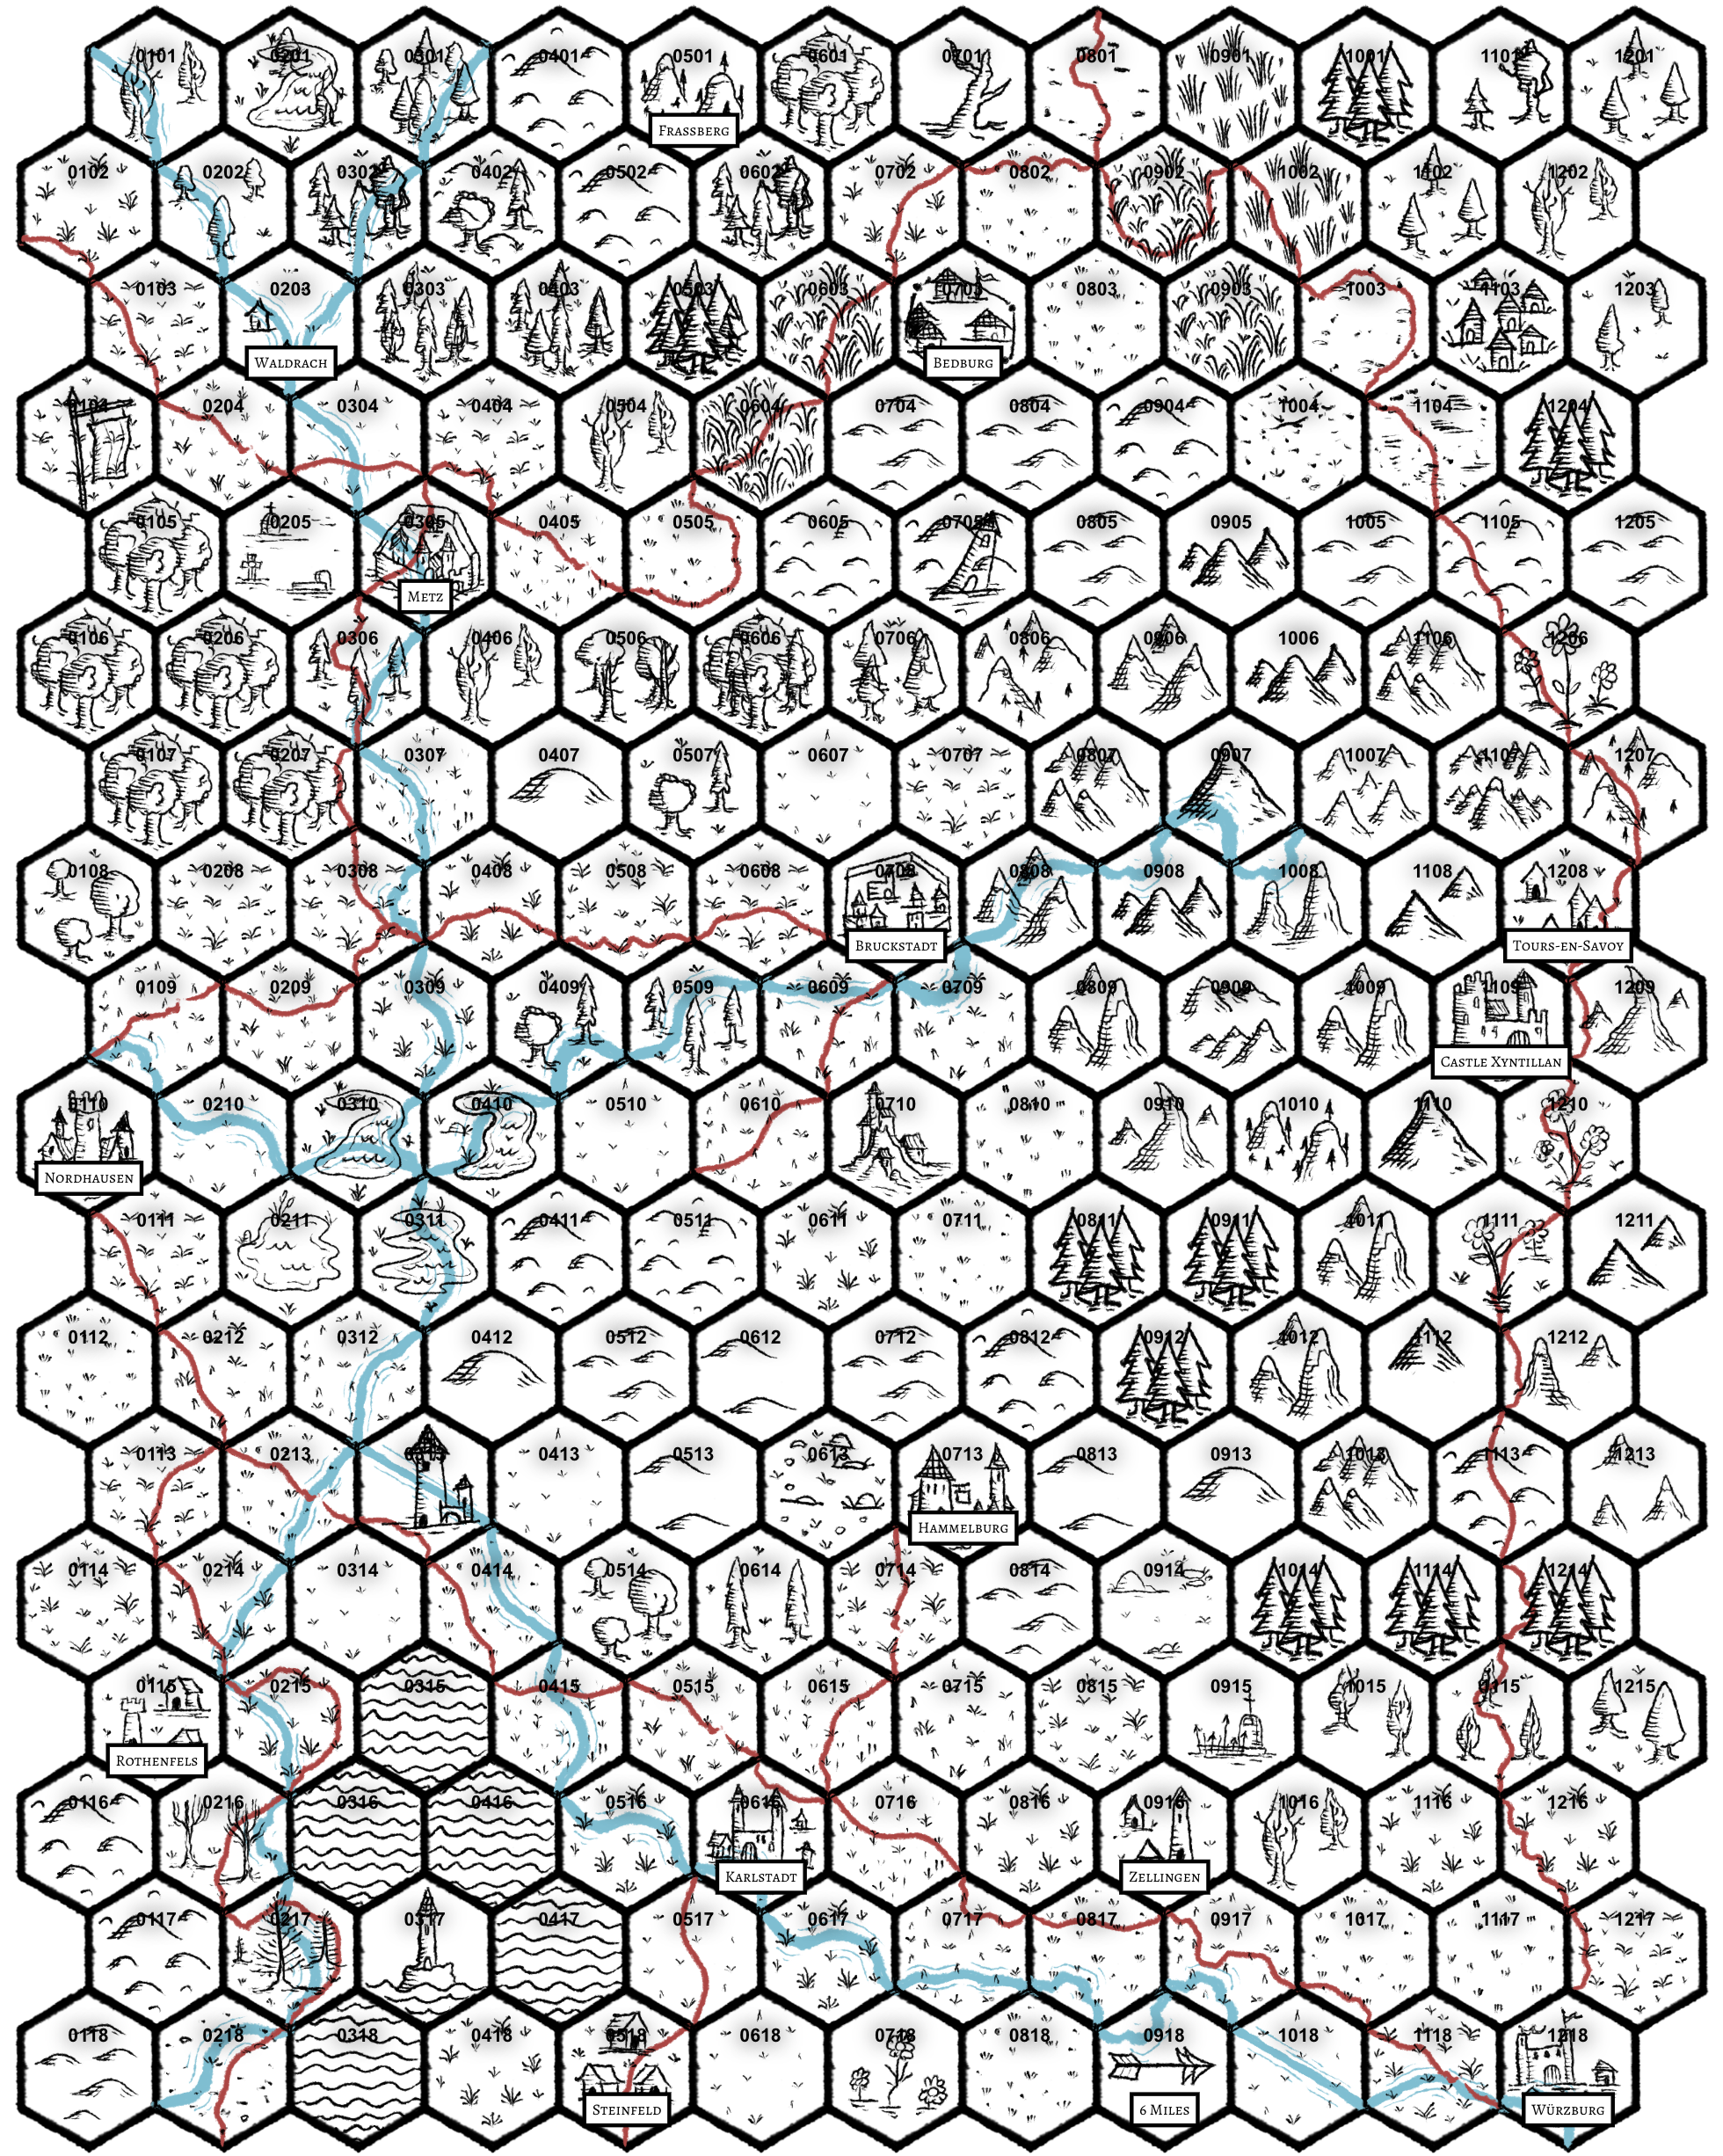 0101 0201 0301 0401 0501 0601 0701 0801 0901 1001 1101 1201
FRASSBERG
0102 0202 0302 0402 0502 0602 0702 0802 0902 1002 1102 1202
0103 0203 0303 0403 0503 0603 0703 0803 0903 1003 1103 1203
WALDRACH BEDBURG
0104 0204 0304 0404 0504 0604 0704 0804 0904 1004 1104 1204
0105 0205 0305 0405 0505 0605 0705 0805 0905 1005 1105 1205
METZ
0106 0206 0306 0406 0506 0606 0706 0806 0906 1006 1106 1206
0107 0207 0307 0407 0507 0607 0707 0807 0907 1007 1107 1207
0108 0208 0308 0408 0508 0608 0708 0808 0908 1008 1108 1208
BRUCKSTADT TOURS-EN-SAVOY
0109 0209 0309 0409 0509 0609 0709 0809 0909 1009 1109 1209
CASTLE XYNTILLAN
0110 0210 0310 0410 0510 0610 0710 0810 0910 1010 1110 1210
NORDHAUSEN
0111 0211 0311 0411 0511 0611 0711 0811 0911 1011 1111 1211
0112 0212 0312 0412 0512 0612 0712 0812 0912 1012 1112 1212
0113 0213 0313 0413 0513 0613 0713 0813 0913 1013 1113 1213
HAMMELBURG
0114 0214 0314 0414 0514 0614 0714 0814 0914 1014 1114 1214
0115 0215 0315 0415 0515 0615 0715 0815 0915 1015 1115 1215
ROTHENFELS
0116 0216 0316 0416 0516 0616 0716 0816 0916 1016 1116 1216
KARLSTADT ZELLINGEN
0117 0217 0317 0417 0517 0617 0717 0817 0917 1017 1117 1217
0118 0218 0318 0418 0518 0618 0718 0818 0918 1018 1118 1218
STEINFELD 6 MILES WÜRZBURG